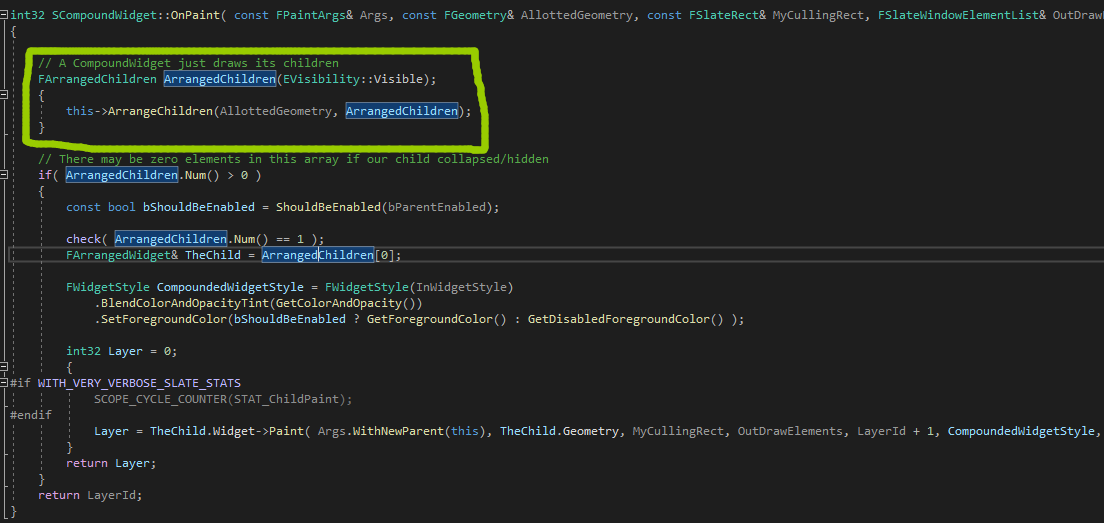 int32 SCompoundWidget::OnPaint( const FPaintArgs& Args, const FGeometry& AllottedGeometry, const FSlateRect& MyCullingRect, FSlateWindowElementList&
{
// A CompoundWidget just draws its children
FArrangedChildren ArrangedChildren(EVisibility::Visible);
{
this->ArrangeChildren(AllottedGeometry, ArrangedChildren);
}
// There may be zero elements in this array if our child collapsed/hidden
if( ArrangedChildren.Num() > 0 )
{
const bool bShouldBeEnabled = ShouldBeEnabled(bParentEnabled);
check( ArrangedChildren.Num() == 1 );
FArrangedWidget& TheChild = ArrangedChildren[0];
FWidgetStyle CompoundedWidgetStyle = FWidgetStyle(InWidgetStyle)
.BlendColorAndOpacityTint(GetColorAndOpacity())
.SetForegroundColor(bShouldBeEnabled ? GetForegroundColor() : GetDisabledForegroundColor() );
int32 Layer = 0;
{
#if WITH_VERY_VERBOSE_SLATE_STATS
SCOPE_CYCLE_COUNTER(STAT_ChildPaint);
#endif
Layer = TheChild.Widget->Paint( Args.WithNewParent(this), TheChild.Geometry, MyCullingRect, OutDrawElements, LayerId + 1, CompoundedWidgetStyle,
}
return Layer;
}
return LayerId;
}